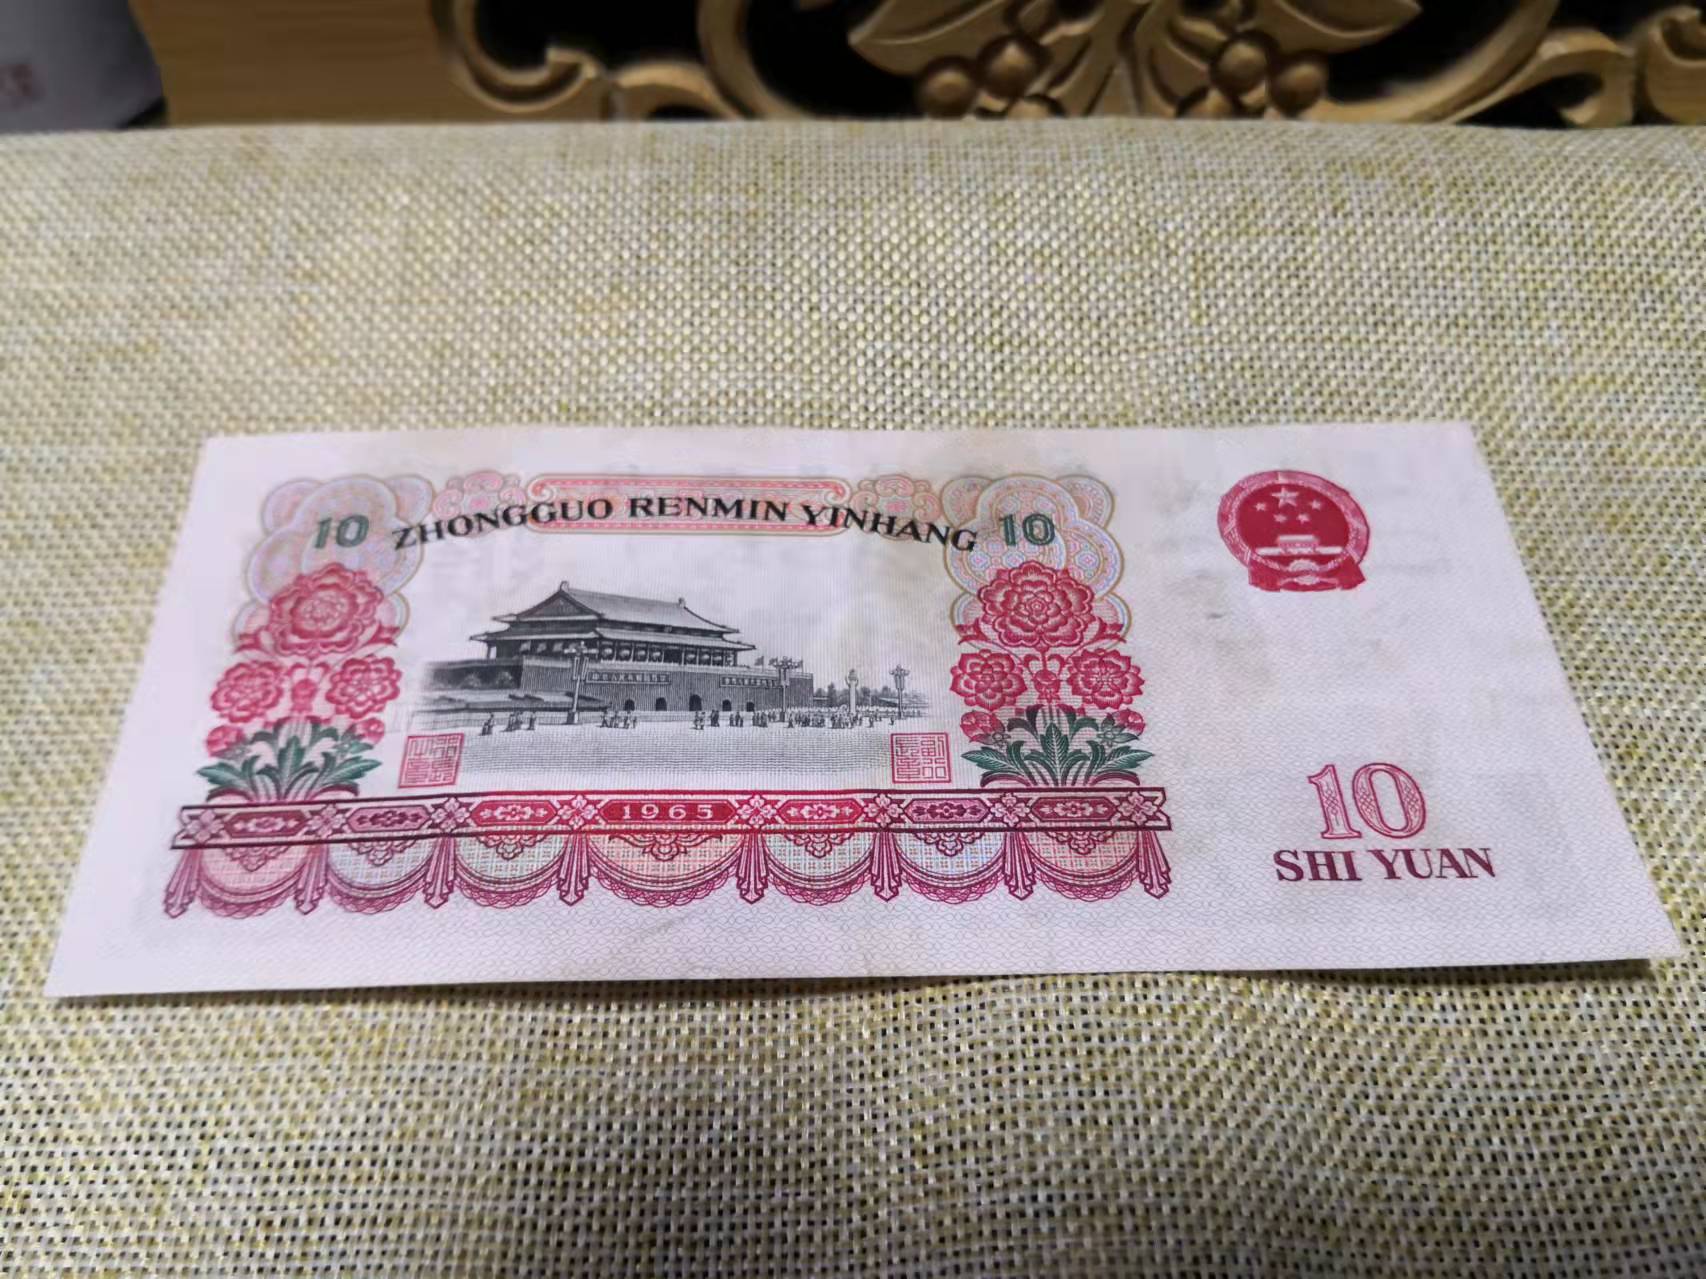 10 ZHONGGUO RENMIN YINHANG 10
1965
10
SHI YUAN